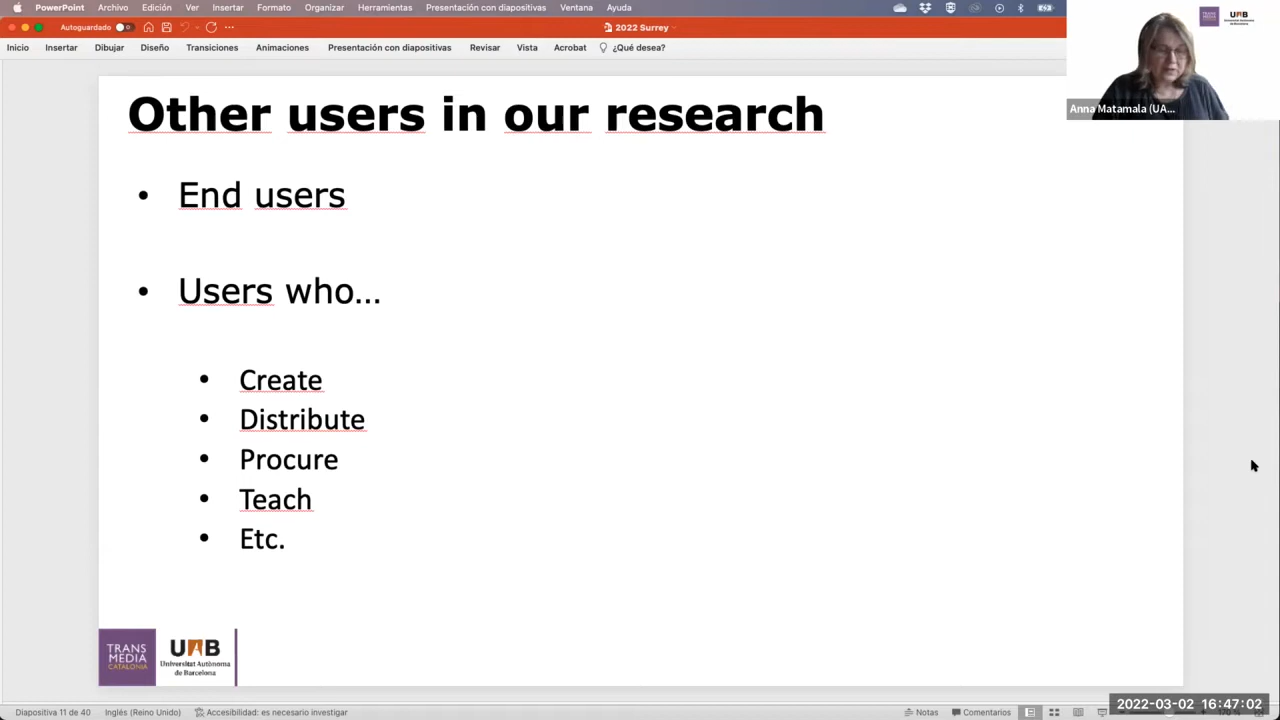 PowerPoint Archivo Edición Ver Insertar Formato Organizar Herramientas Presentación con diapositivas Ventana Ayuda
Autoguardado
2022 Surrey
Inicio Insertar Dibujar Diseño Transiciones Animaciones Presentación con diapositivas Revisar Vista Acrobat ¿Qué desea?
Anna Matamala (UA...
Other users in our research
• End users
• Users who...
• Create
• Distribute
• Procure
• Teach
• Etc.
TRANS
MEDIA
CATALONIA
UAB
Universitat Autònoma
de Barcelona
2022-03-02 16:47:02
Diapositiva 11 de 40 Inglés (Reino Unido) Accesibilidad: es necesario investigar Notas Comentarios